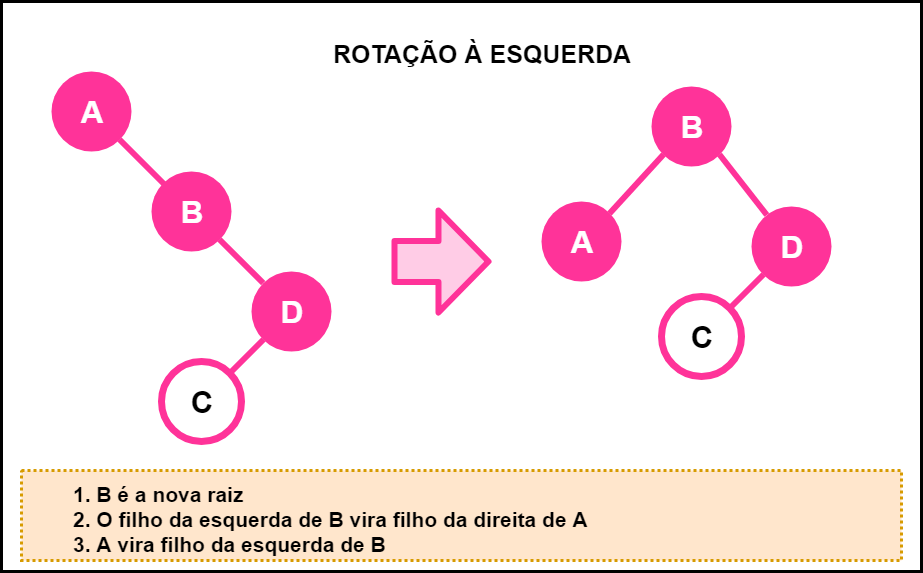 ROTAÇÃO À ESQUERDA
A
B
D
C
B
A
D
C
1. B é a nova raiz
2. O filho da esquerda de B vira filho da direita de A
3. A vira filho da esquerda de B